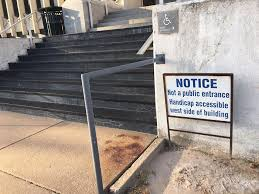 NOTICE
Not a public entrance
Handicap accessible
west side of building